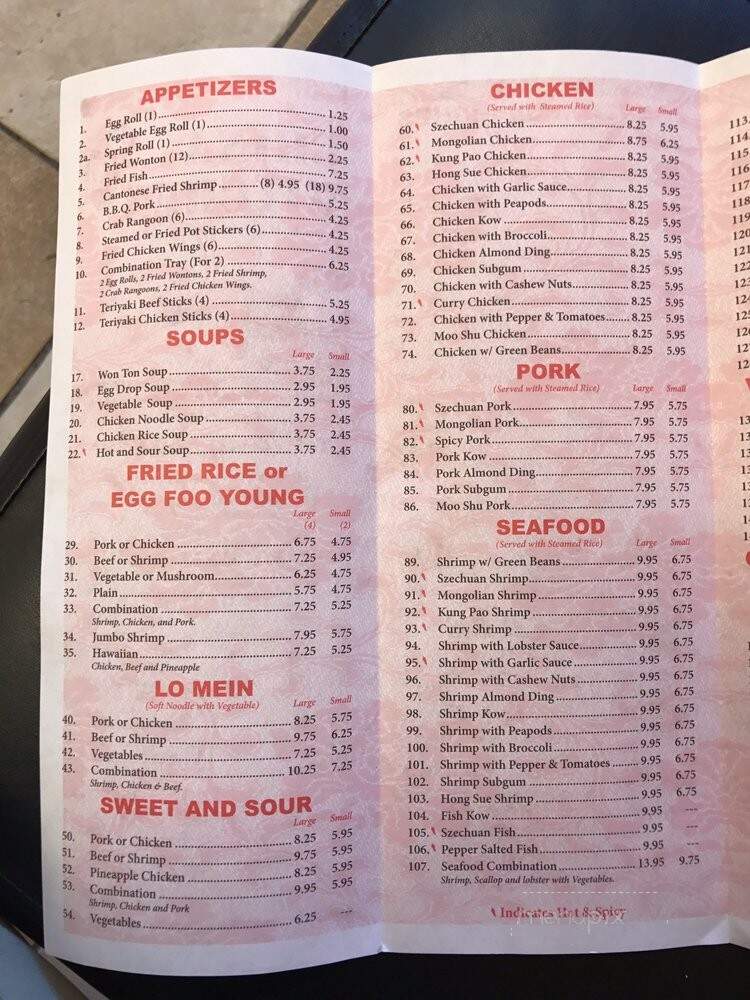 APPETIZERS
1. Egg Roll (1) 1.25
2. Vegetable Egg Roll (1) 1.00
2a. Spring Roll (1) 1.50
3. Fried Wonton (12) 2.25
4. Fried Fish 7.25
5. Cantonese Fried Shrimp (8) 4.95 (18) 9.75
6. B.B.Q. Pork 5.25
7. Crab Rangoon (6) 4.25
8. Steamed or Fried Pot Stickers (6) 4.25
9. Fried Chicken Wings (6) 4.25
10. Combination Tray (For 2) 6.25
2 Egg Rolls, 2 Fried Wontons, 2 Fried Shrimp,
2 Crab Rangoons, 2 Fried Chicken Wings.
11. Teriyaki Beef Sticks (4) 5.25
12. Teriyaki Chicken Sticks (4) 4.95
SOUPS
Large Small
17. Won Ton Soup 3.75 2.25
18. Egg Drop Soup 2.95 1.95
19. Vegetable Soup 2.95 1.95
20. Chicken Noodle Soup 3.75 2.45
21. Chicken Rice Soup 3.75 2.45
22. Hot and Sour Soup 3.75 2.45
FRIED RICE or
EGG FOO YOUNG
Large Small
(4) (2)
29. Pork or Chicken 6.75 4.75
30. Beef or Shrimp 7.25 4.95
31. Vegetable or Mushroom 6.25 4.75
32. Plain 5.75 4.75
33. Combination 7.25 5.25
Shrimp, Chicken, and Pork.
34. Jumbo Shrimp 7.95 5.75
35. Hawaiian 7.25 5.25
Chicken, Beef and Pineapple
LO MEIN
(Soft Noodle with Vegetable) Large Small
40. Pork or Chicken 8.25 5.75
41. Beef or Shrimp 9.75 6.25
42. Vegetables 7.25 5.25
43. Combination 10.25 7.25
Shrimp, Chicken & Beef.
SWEET AND SOUR
Large Small
50. Pork or Chicken 8.25 5.95
51. Beef or Shrimp 9.75 5.95
52. Pineapple Chicken 8.25 5.95
53. Combination 9.95 5.95
Shrimp, Chicken and Pork
54. Vegetables 6.25 ---
CHICKEN
(Served with Steamed Rice) Large Small
60. Szechuan Chicken 8.25 5.95
61. Mongolian Chicken 8.75 6.25
62. Kung Pao Chicken 8.25 5.95
63. Hong Sue Chicken 8.25 5.95
64. Chicken with Garlic Sauce 8.25 5.95
65. Chicken with Peapods 8.25 5.95
66. Chicken Kow 8.25 5.95
67. Chicken with Broccoli 8.25 5.95
68. Chicken Almond Ding 8.25 5.95
69. Chicken Subgum 8.25 5.95
70. Chicken with Cashew Nuts 8.25 5.95
71. Curry Chicken 8.25 5.95
72. Chicken with Pepper & Tomatoes 8.25 5.95
73. Moo Shu Chicken 8.25 5.95
74. Chicken w/ Green Beans 8.25 5.95
PORK
(Served with Steamed Rice) Large Small
80. Szechuan Pork 7.95 5.75
81. Mongolian Pork 7.95 5.75
82. Spicy Pork 7.95 5.75
83. Pork Kow 7.95 5.75
84. Pork Almond Ding 7.95 5.75
85. Pork Subgum 7.95 5.75
86. Moo Shu Pork 7.95 5.75
SEAFOOD
(Served with Steamed Rice) Large Small
89. Shrimp w/ Green Beans 9.95 6.75
90. Szechuan Shrimp 9.95 6.75
91. Mongolian Shrimp 9.95 6.75
92. Kung Pao Shrimp 9.95 6.75
93. Curry Shrimp 9.95 6.75
94. Shrimp with Lobster Sauce 9.95 6.75
95. Shrimp with Garlic Sauce 9.95 6.75
96. Shrimp with Cashew Nuts 9.95 6.75
97. Shrimp Almond Ding 9.95 6.75
98. Shrimp Kow 9.95 6.75
99. Shrimp with Peapods 9.95 6.75
100. Shrimp with Broccoli 9.95 6.75
101. Shrimp with Pepper & Tomatoes 9.95 6.75
102. Shrimp Subgum 9.95 6.75
103. Hong Sue Shrimp 9.95 6.75
104. Fish Kow 9.95 ---
105. Szechuan Fish 9.95 ---
106. Pepper Salted Fish 9.95 ---
107. Seafood Combination 13.95 9.75
Shrimp, Scallop and lobster with Vegetables.
Indicates Hot & Spicy
menupix
113.
114.
115.
116
117
118
119
120